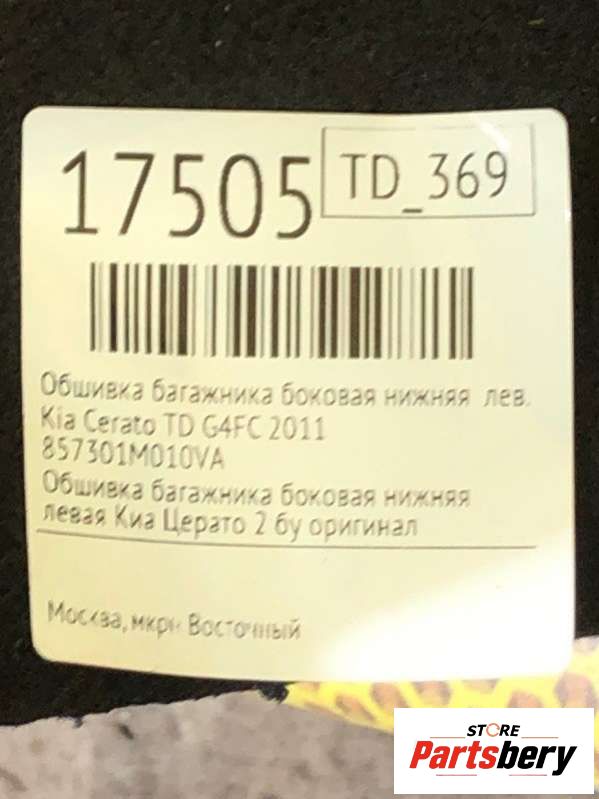 17505
TD_369
Обшивка багажника боковая нижняя лев.
Kia Cerato TD G4FC 2011
857301M010VA
Обшивка багажника боковая нижняя
левая Киа Церато 2 бу оригинал
Москва, мкрн Восточный
STORE
Partsbery